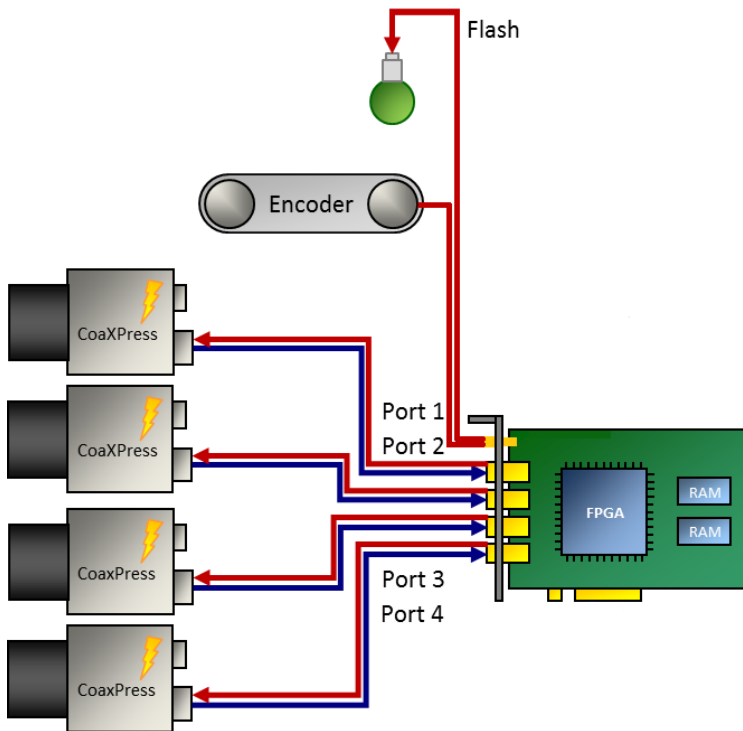 Flash
Encoder
CoaXPress
Port 1
CoaXPress
Port 2
RAM
FPGA
RAM
CoaxPress
Port 3
Port 4
CoaxPress